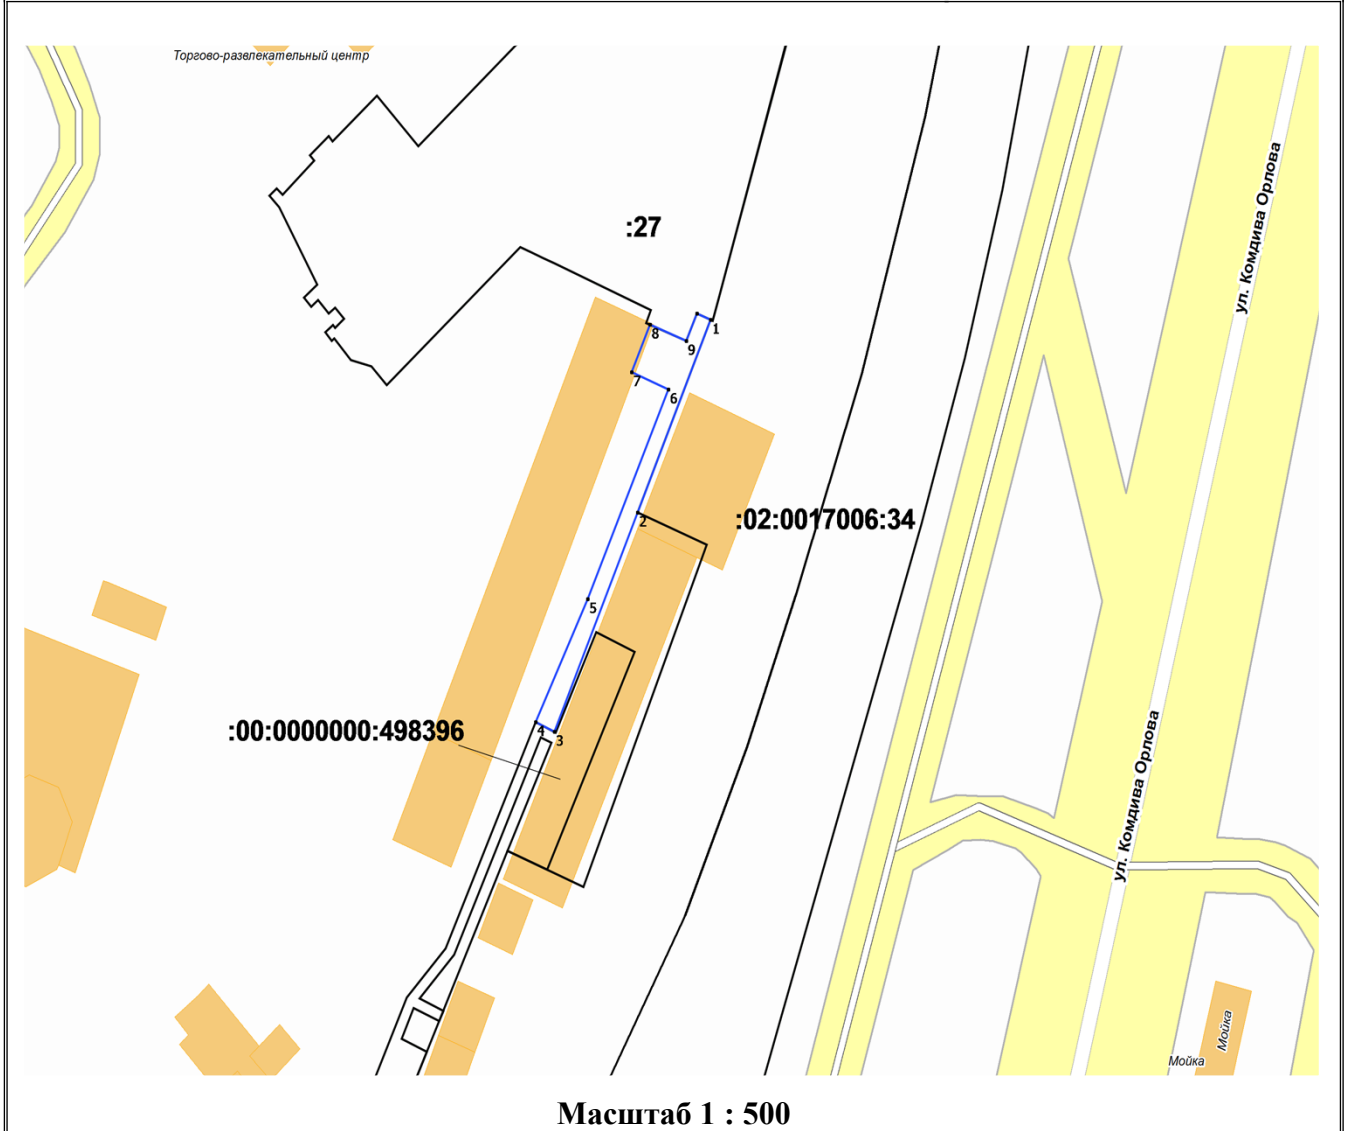 Торгово-развлекательный центр
:27
ул. Комдива Орлова
1
8
9
7
6
:02:0017006:34
2
5
:00:0000000:498396
4
3
ул. Комдива Орлова
Мойка
Мойка
Масштаб 1 : 500